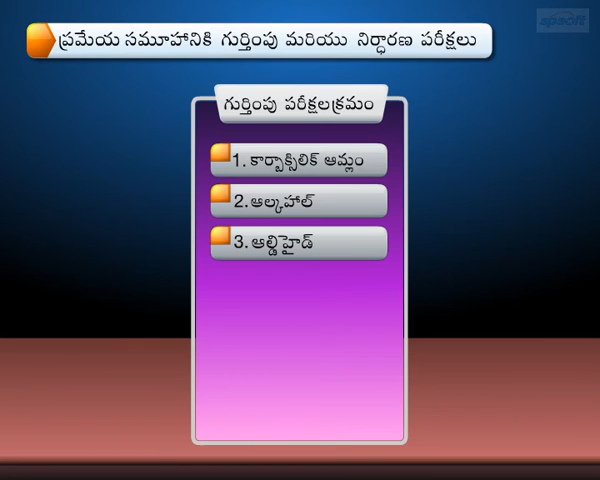 ప్రమేయ సమూహానికి గుర్తింపు మరియు నిర్ధారణ పరీక్షలు
గుర్తింపు పరీక్షలక్రమం
1. కార్బాక్సిలిక్ ఆమ్లం
2. ఆల్కహాల్
3. ఆల్డిహైడ్